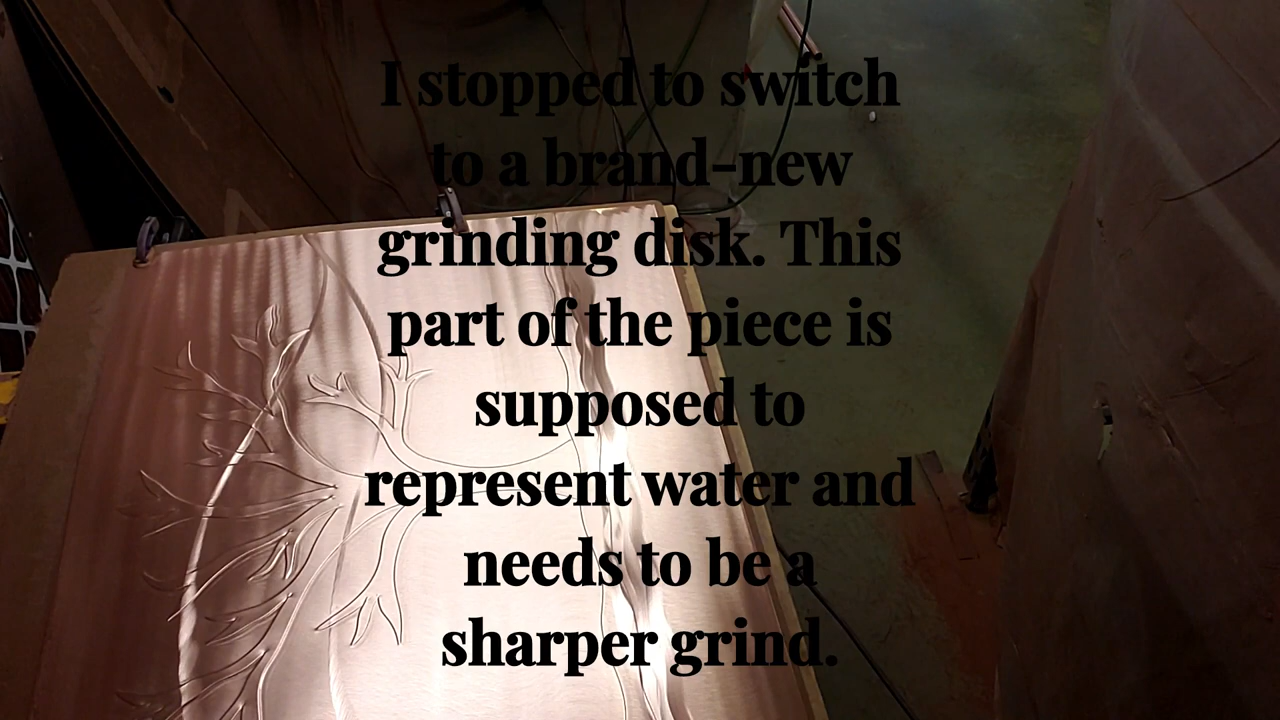 I stopped to switch
to a brand-new
grinding disk. This
part of the piece is
supposed to
represent water and
needs to be a
sharper grind.